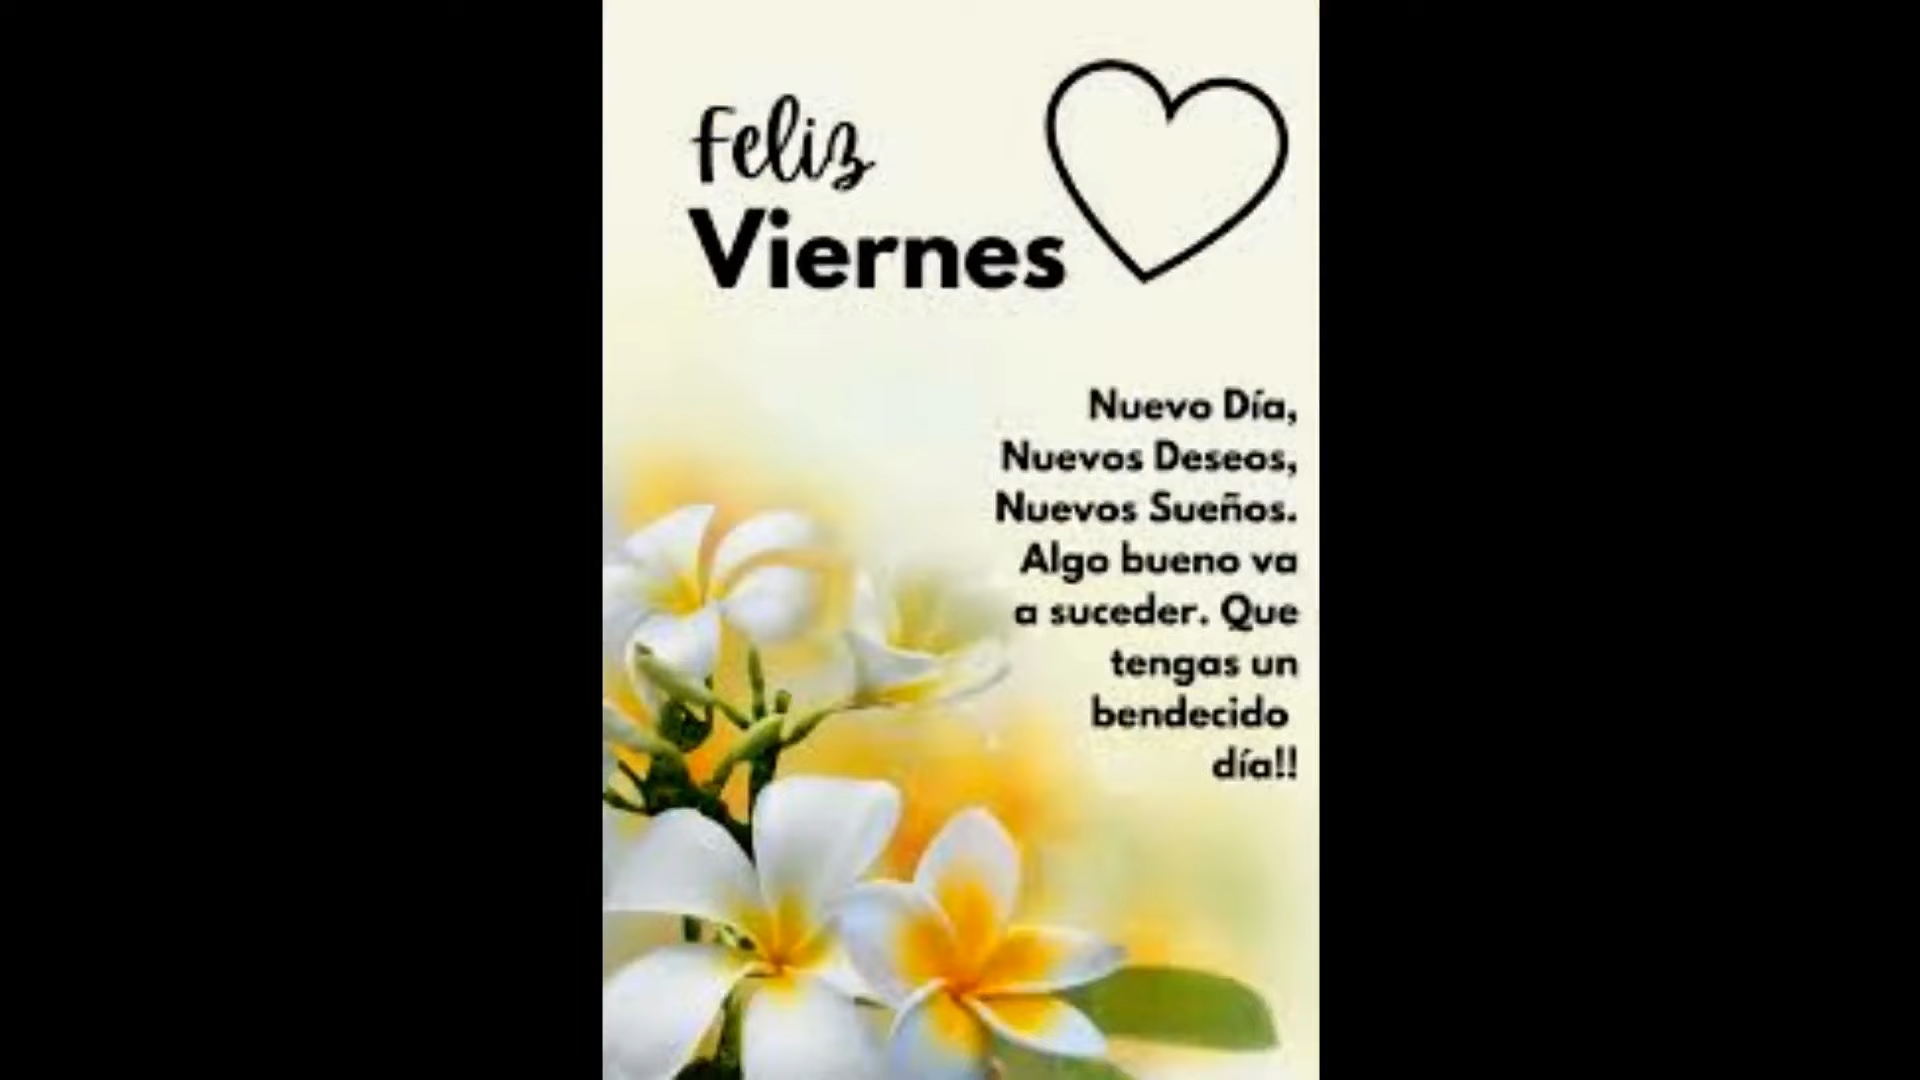 Feliz
Viernes
Nuevo Día,
Nuevos Deseos,
Nuevos Sueños.
Algo bueno va
a suceder. Que
tengas un
bendecido
día!!